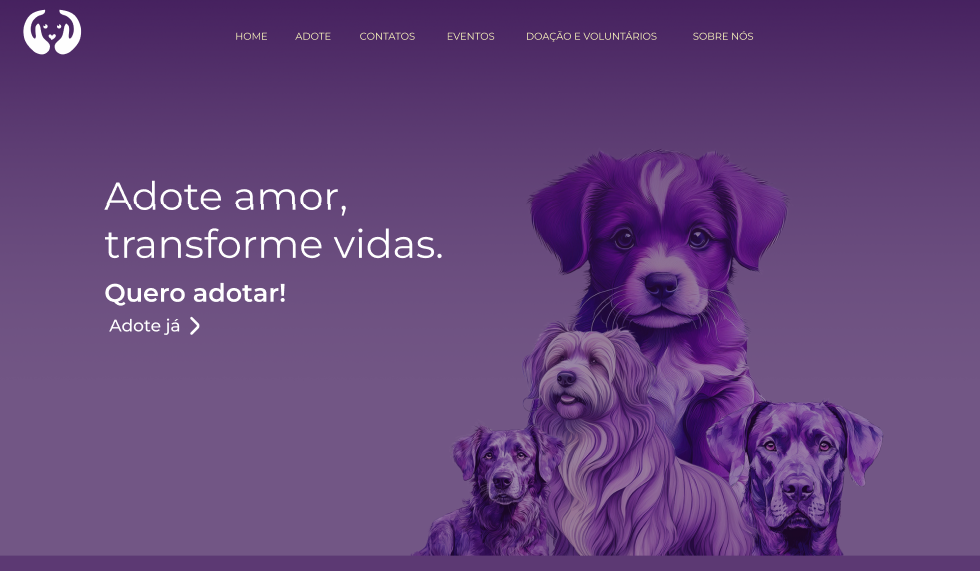 HOME
ADOTE
CONTATOS
EVENTOS
DOAÇÃO E VOLUNTÁRIOS
SOBRE NÓS
Adote amor,
transforme vidas.
Quero adotar!
Adote já